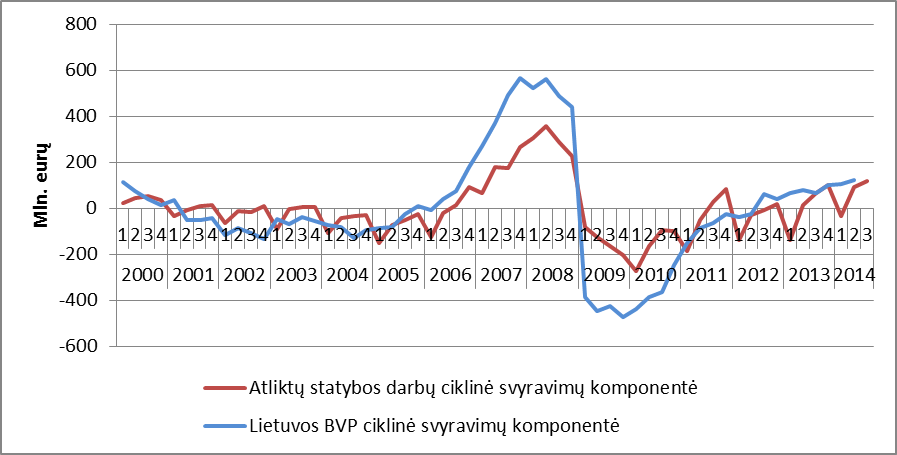 800
600
400
200
0
-200
-400
-600
Mln. eurų
1 2 3 4 1 2 3 4 1 2 3 4 1 2 3 4 1 2 3 4 1 2 3 4 1 2 3 4 1 2 3 4 1 2 3 4 1 2 3 4 1 2 3 4 1 2 3 4 1 2 3 4 1 2 3 4 1 2 3
2000 2001 2002 2003 2004 2005 2006 2007 2008 2009 2010 2011 2012 2013 2014
Atliktų statybos darbų ciklinė svyravimų komponentė
Lietuvos BVP ciklinė svyravimų komponentė